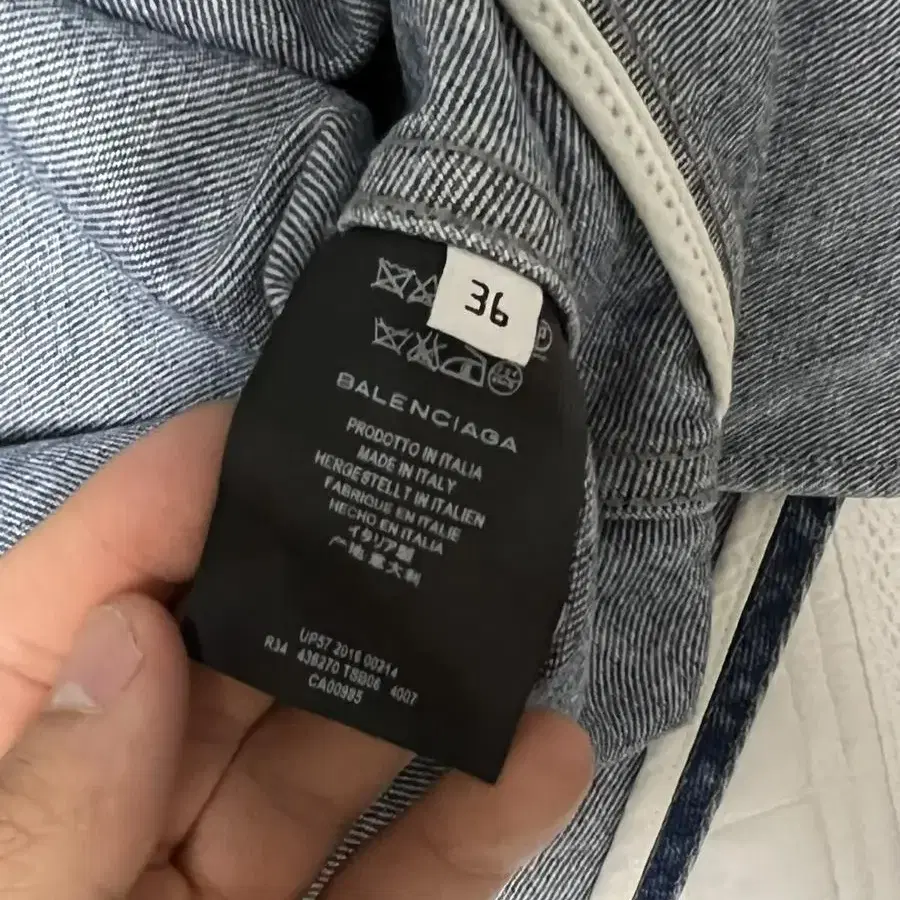 36
BALENCIAGA
PRODOTTO IN ITALIA
MADE IN ITALY
HERGESTELLT IN ITALIEN
FABRIQUE EN ITALIE
HECHO EN ITALIA
イタリア製
产地:意大利
UP57 2016 00214
R34 436270 TSB06 4007
CA00985